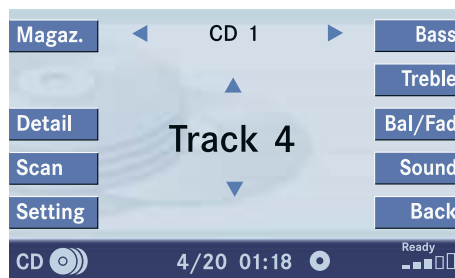 Magaz.
CD 1
Bass
Treble
Detail
Bal/Fad
Track 4
Scan
Sound
Setting
Back
CD
4/20 01:18
Ready